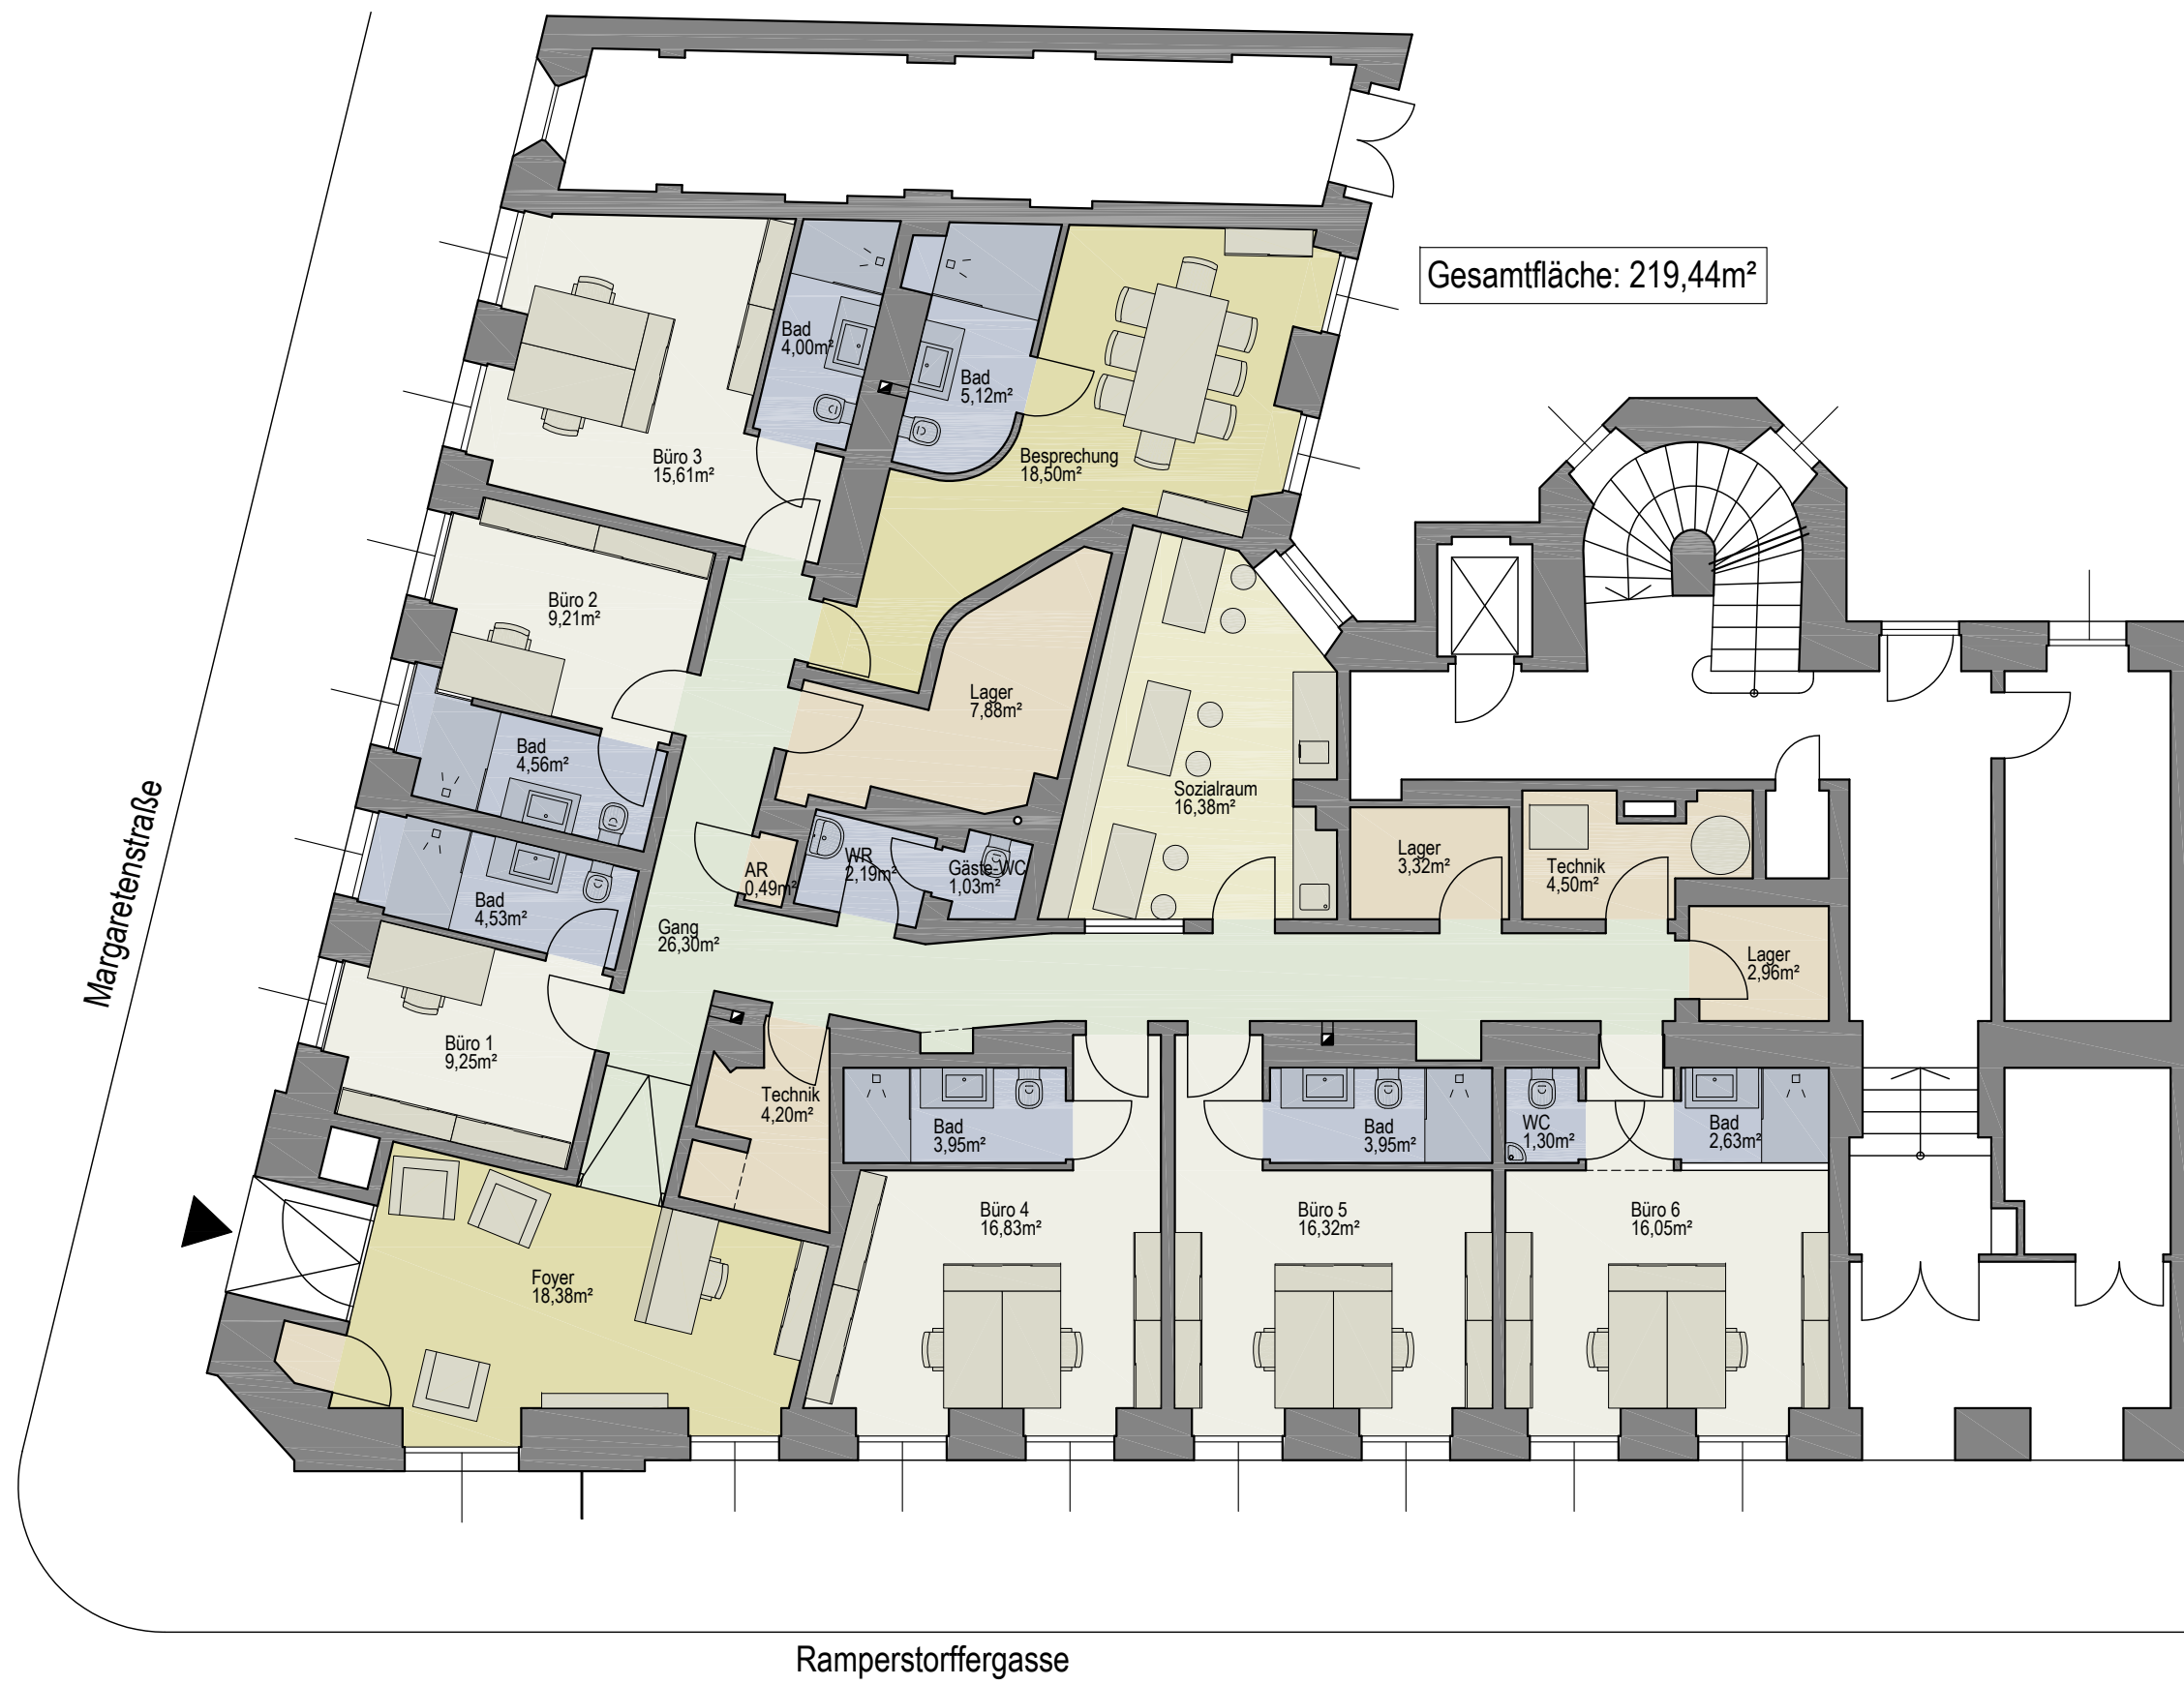 Gesamtfläche: 219,44m²
Bad
4,00m²
Bad
5,12m²
Büro 3
15,61m²
Besprechung
18,50m²
Büro 2
9,21m²
Lager
7,88m²
Bad
4,56m²
Sozialraum
16,38m²
Margaretenstraße
AR
0,49m²
WR
2,19m²
Gäste-WC
1,03m²
Lager
3,32m²
Technik
4,50m²
Bad
4,53m²
Gang
26,30m²
Lager
2,96m²
Büro 1
9,25m²
Technik
4,20m²
Bad
3,95m²
Bad
3,95m²
WC
1,30m²
Bad
2,63m²
Büro 4
16,83m²
Büro 5
16,32m²
Büro 6
16,05m²
Foyer
18,38m²
Ramperstorffergasse